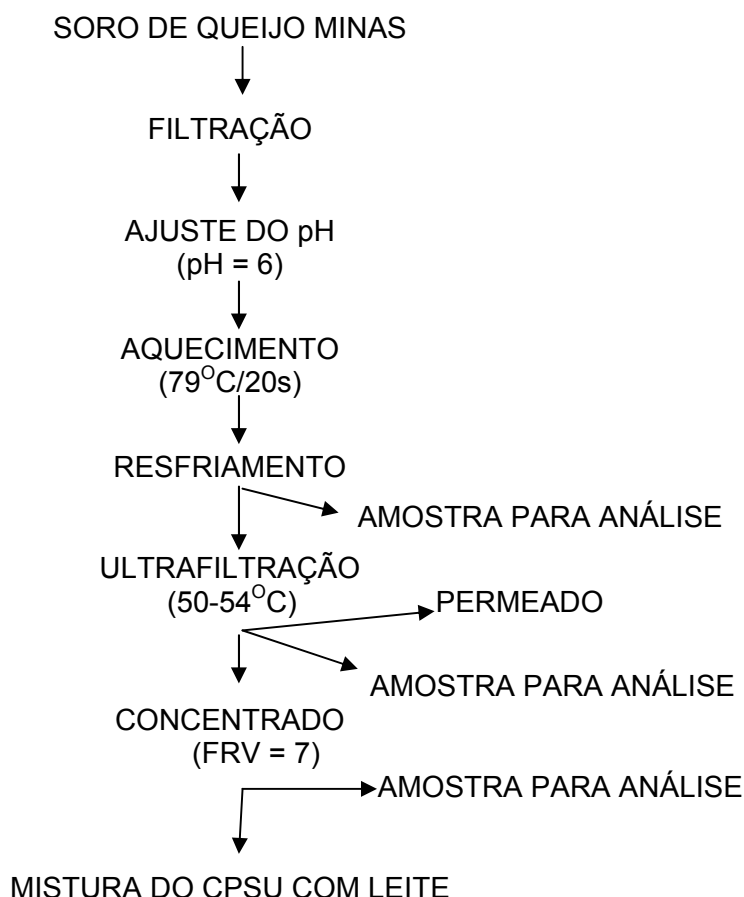 SORO DE QUEIJO MINAS
FILTRAÇÃO
AJUSTE DO pH
(pH = 6)
AQUECIMENTO
(79ºC/20s)
RESFRIAMENTO
AMOSTRA PARA ANÁLISE
ULTRAFILTRAÇÃO
(50-54ºC)
PERMEADO
AMOSTRA PARA ANÁLISE
CONCENTRADO
(FRV = 7)
AMOSTRA PARA ANÁLISE
MISTURA DO CPSU COM LEITE